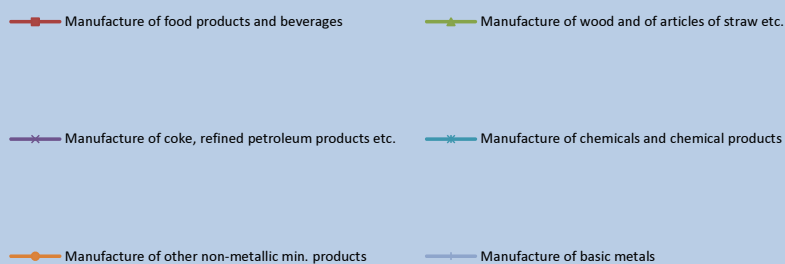 Manufacture of food products and beverages
Manufacture of wood and of articles of straw etc.
Manufacture of coke, refined petroleum products etc.
Manufacture of chemicals and chemical products
Manufacture of other non-metallic min. products
Manufacture of basic metals